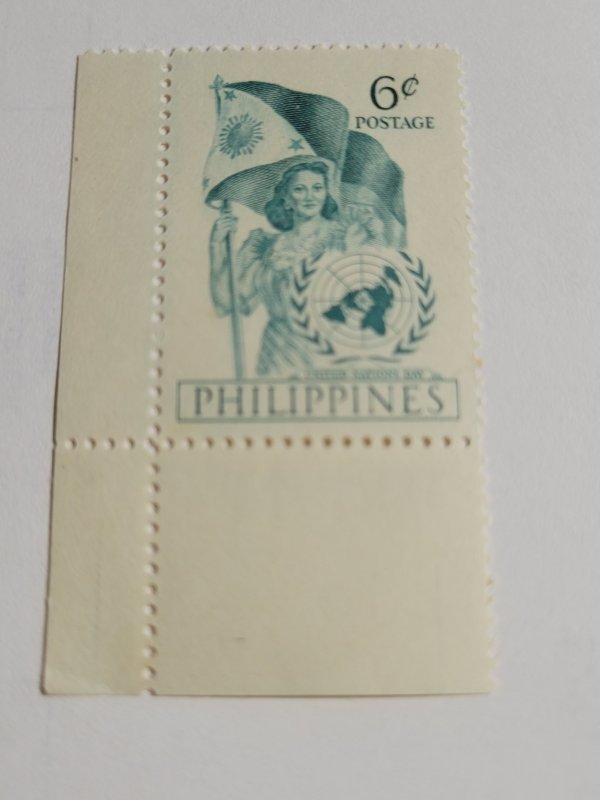 6¢
POSTAGE
UNITED NATIONS DAY
PHILIPPINES